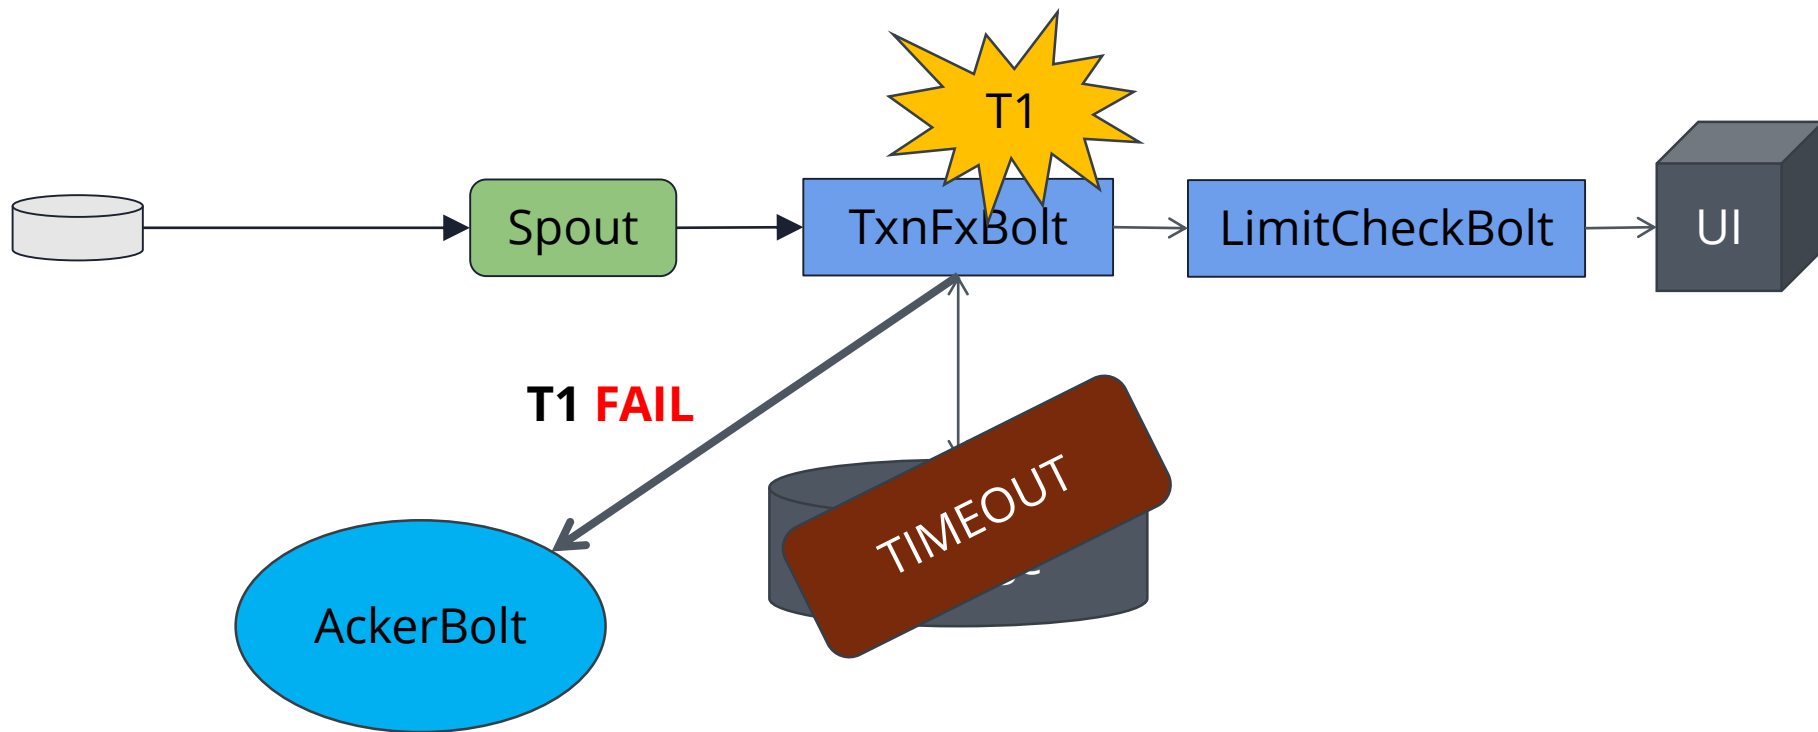 T1
Spout
TxnFxBolt
LimitCheckBolt
UI
T1 FAIL
TIMEOUT
AckerBolt